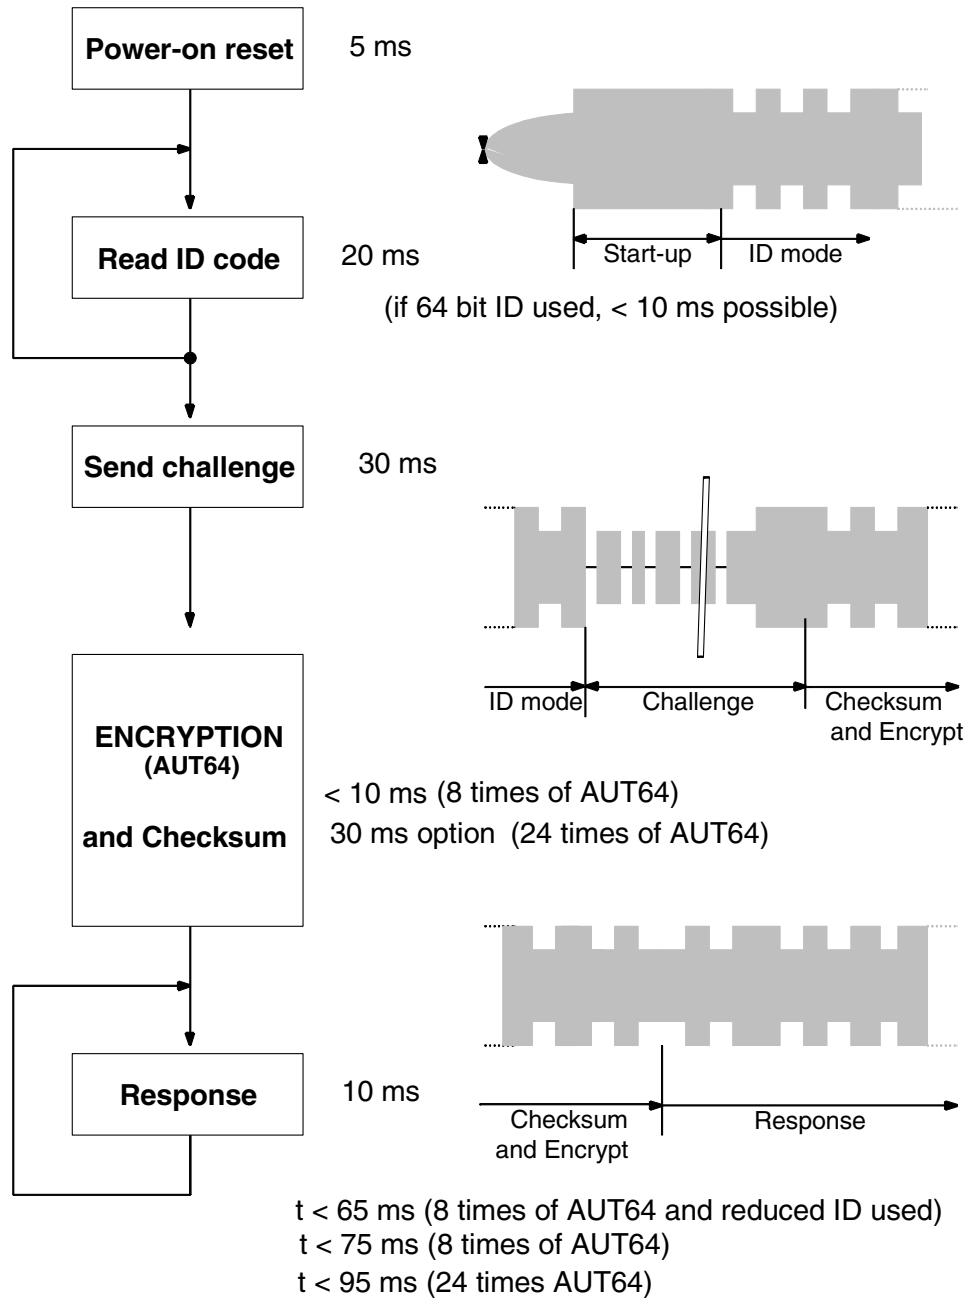 Power-on reset
5 ms
Read ID code
20 ms
Start-up
ID mode
(if 64 bit ID used, < 10 ms possible)
Send challenge
30 ms
ID mode
Challenge
Checksum
and Encrypt
ENCRYPTION
(AUT64)
and Checksum
< 10 ms (8 times of AUT64)
30 ms option (24 times of AUT64)
Response
10 ms
Checksum
and Encrypt
Response
t < 65 ms (8 times of AUT64 and reduced ID used)
t < 75 ms (8 times of AUT64)
t < 95 ms (24 times AUT64)